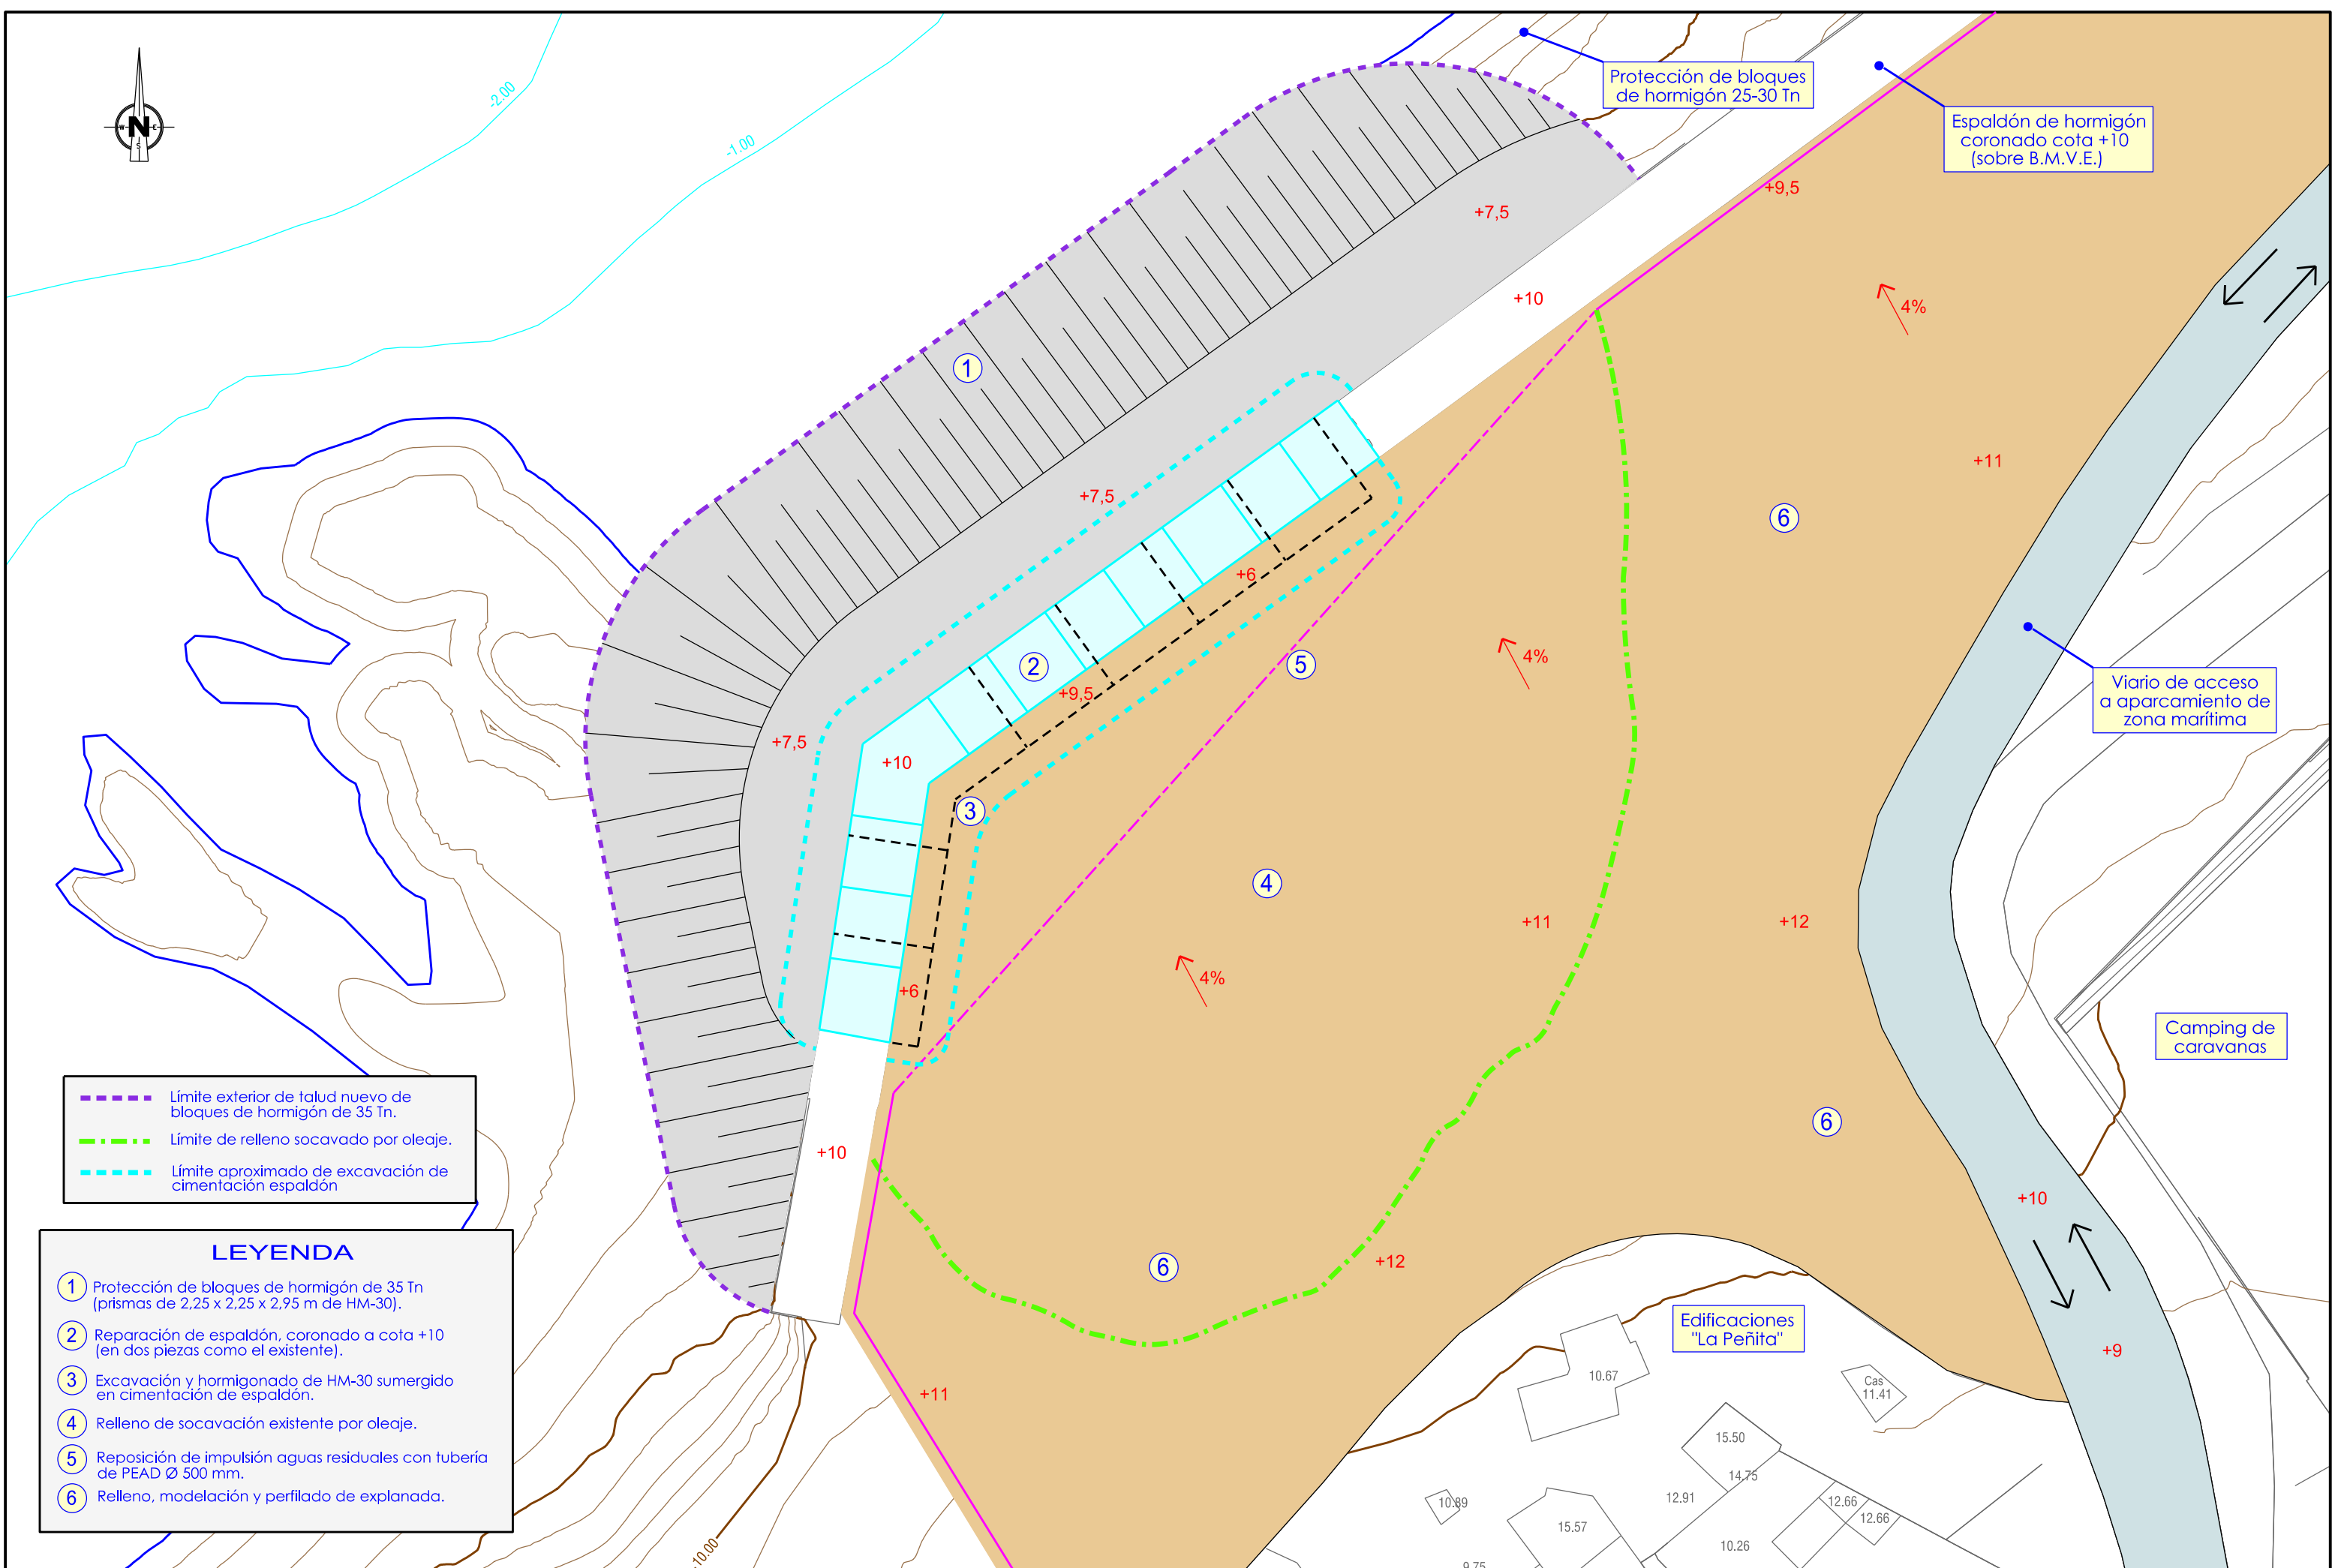 -2.00
-1.00
N
W
E
S
Protección de bloques
de hormigón 25-30 Tn
Espaldón de hormigón
coronado cota +10
(sobre B.M.V.E.)
+9,5
+7,5
+10
4%
1
+11
+7,5
6
+6
5
4%
2
+9,5
Viario de acceso
a aparcamiento de
zona marítima
+7,5
+10
3
4
+11
+12
4%
+6
Camping de
caravanas
6
+10
+10
6
+12
Edificaciones
"La Peñita"
+9
+11
10.67
Cas
11.41
15.50
14.75
12.91
12.66
12.66
10.89
15.57
10.26
9.75
10.00
Límite exterior de talud nuevo de
bloques de hormigón de 35 Tn.
Límite de relleno socavado por oleaje.
Límite aproximado de excavación de
cimentación espaldón
LEYENDA
1 Protección de bloques de hormigón de 35 Tn
(prismas de 2,25 x 2,25 x 2,95 m de HM-30).
2 Reparación de espaldón, coronado a cota +10
(en dos piezas como el existente).
3 Excavación y hormigonado de HM-30 sumergido
en cimentación de espaldón.
4 Relleno de socavación existente por oleaje.
5 Reposición de impulsión aguas residuales con tubería
de PEAD Ø 500 mm.
6 Relleno, modelación y perfilado de explanada.